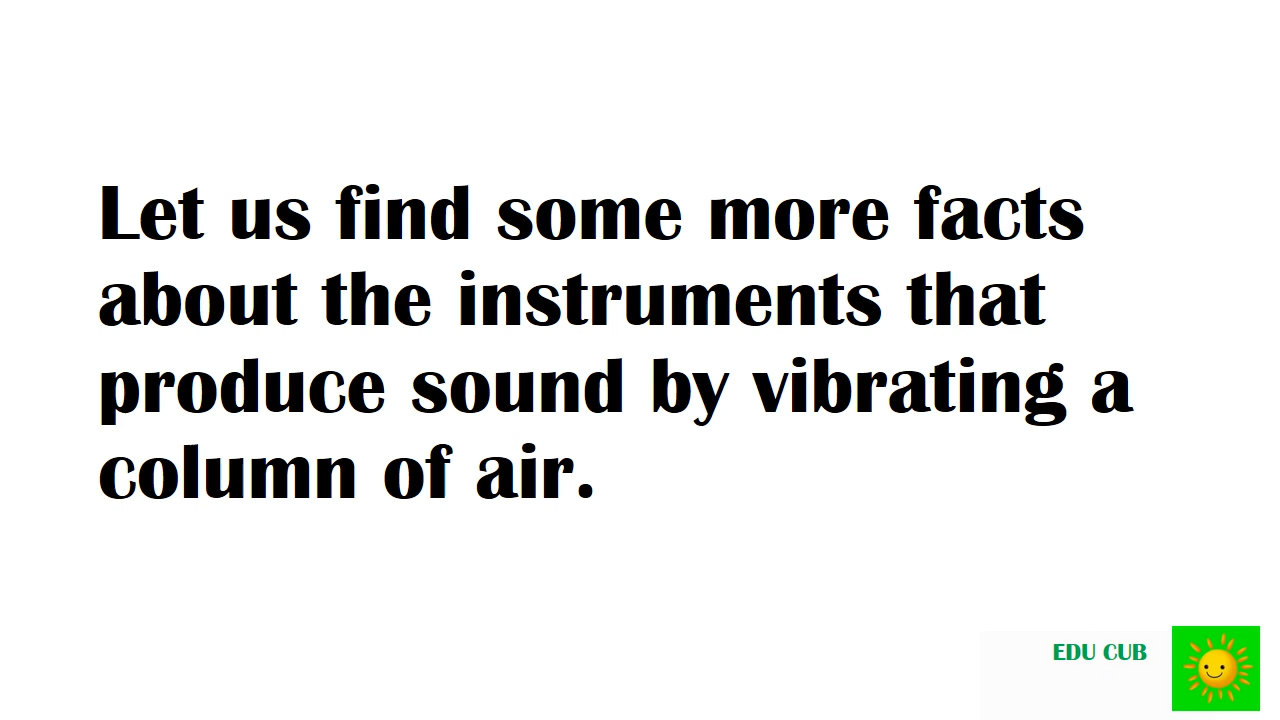 Let us find some more facts
about the instruments that
produce sound by vibrating a
column of air.
EDU CUB